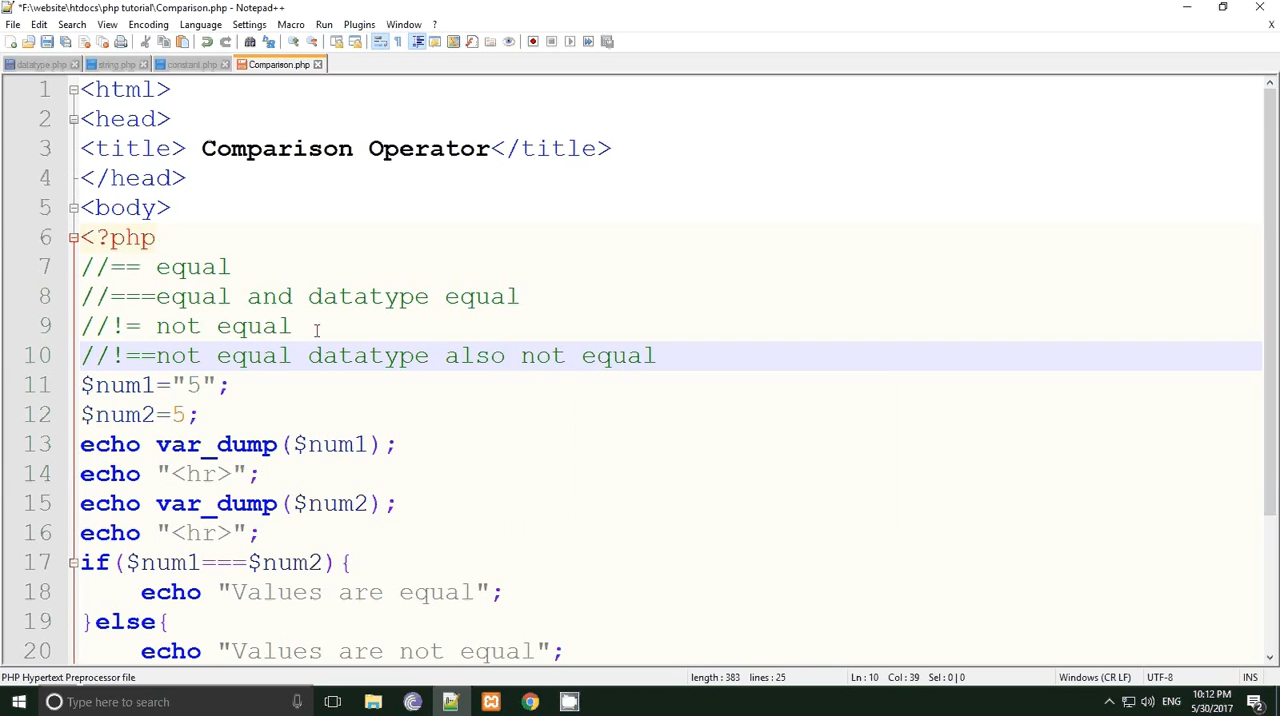 *F:\website\htdocs\php tutorial\Comparison.php - Notepad++
File Edit Search View Encoding Language Settings Macro Run Plugins Window ? X
datatype.php string.php constant.php Comparison.php
1 <html>
2 <head>
3 <title> Comparison Operator</title>
4 </head>
5 <body>
6 <?php
7 //== equal
8 //===equal and datatype equal
9 //!= not equal
10 //!==not equal datatype also not equal
11 $num1="5";
12 $num2=5;
13 echo var_dump($num1);
14 echo "<hr>";
15 echo var_dump($num2);
16 echo "<hr>";
17 if($num1===$num2){
18 echo "Values are equal";
19 }else{
20 echo "Values are not equal";
PHP Hypertext Preprocessor file length : 383 lines : 25 Ln : 10 Col : 39 Sel : 0 | 0 Windows (CR LF) UTF-8 INS
Type here to search ENG 10:12 PM
5/30/2017